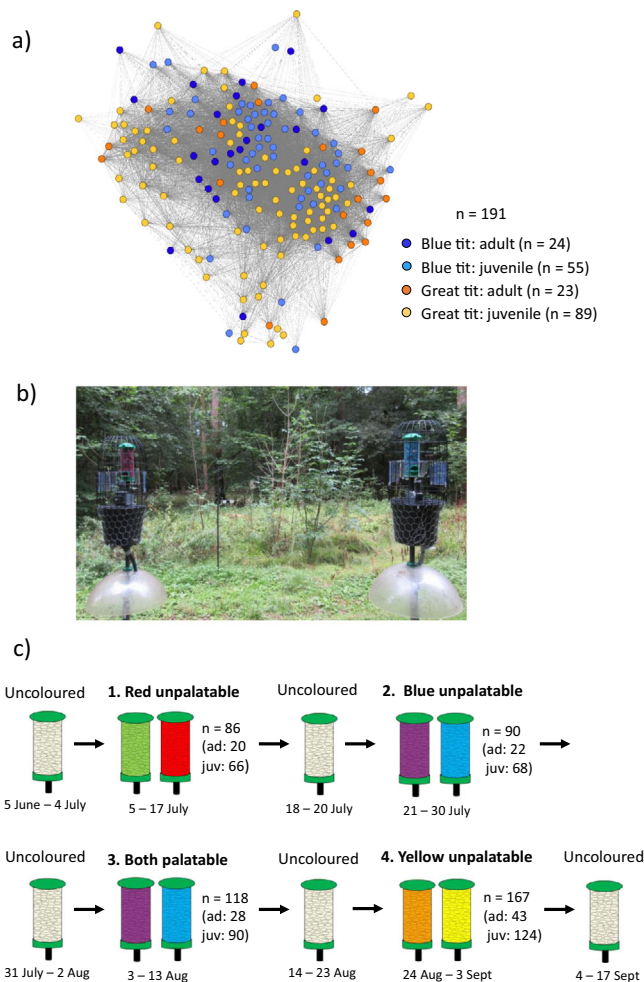 a)
n = 191
Blue tit: adult (n = 24)
Blue tit: juvenile (n = 55)
Great tit: adult (n = 23)
Great tit: juvenile (n = 89)
b)
c)
Uncoloured
1. Red unpalatable
n = 86
(ad: 20
juv: 66)
5 June – 4 July
5 – 17 July
Uncoloured
2. Blue unpalatable
n = 90
(ad: 22
juv: 68)
18 – 20 July
21 – 30 July
Uncoloured
3. Both palatable
n = 118
(ad: 28
juv: 90)
31 July – 2 Aug
3 – 13 Aug
Uncoloured
4. Yellow unpalatable
n = 167
(ad: 43
juv: 124)
Uncoloured
14 – 23 Aug
24 Aug – 3 Sept
4 – 17 Sept